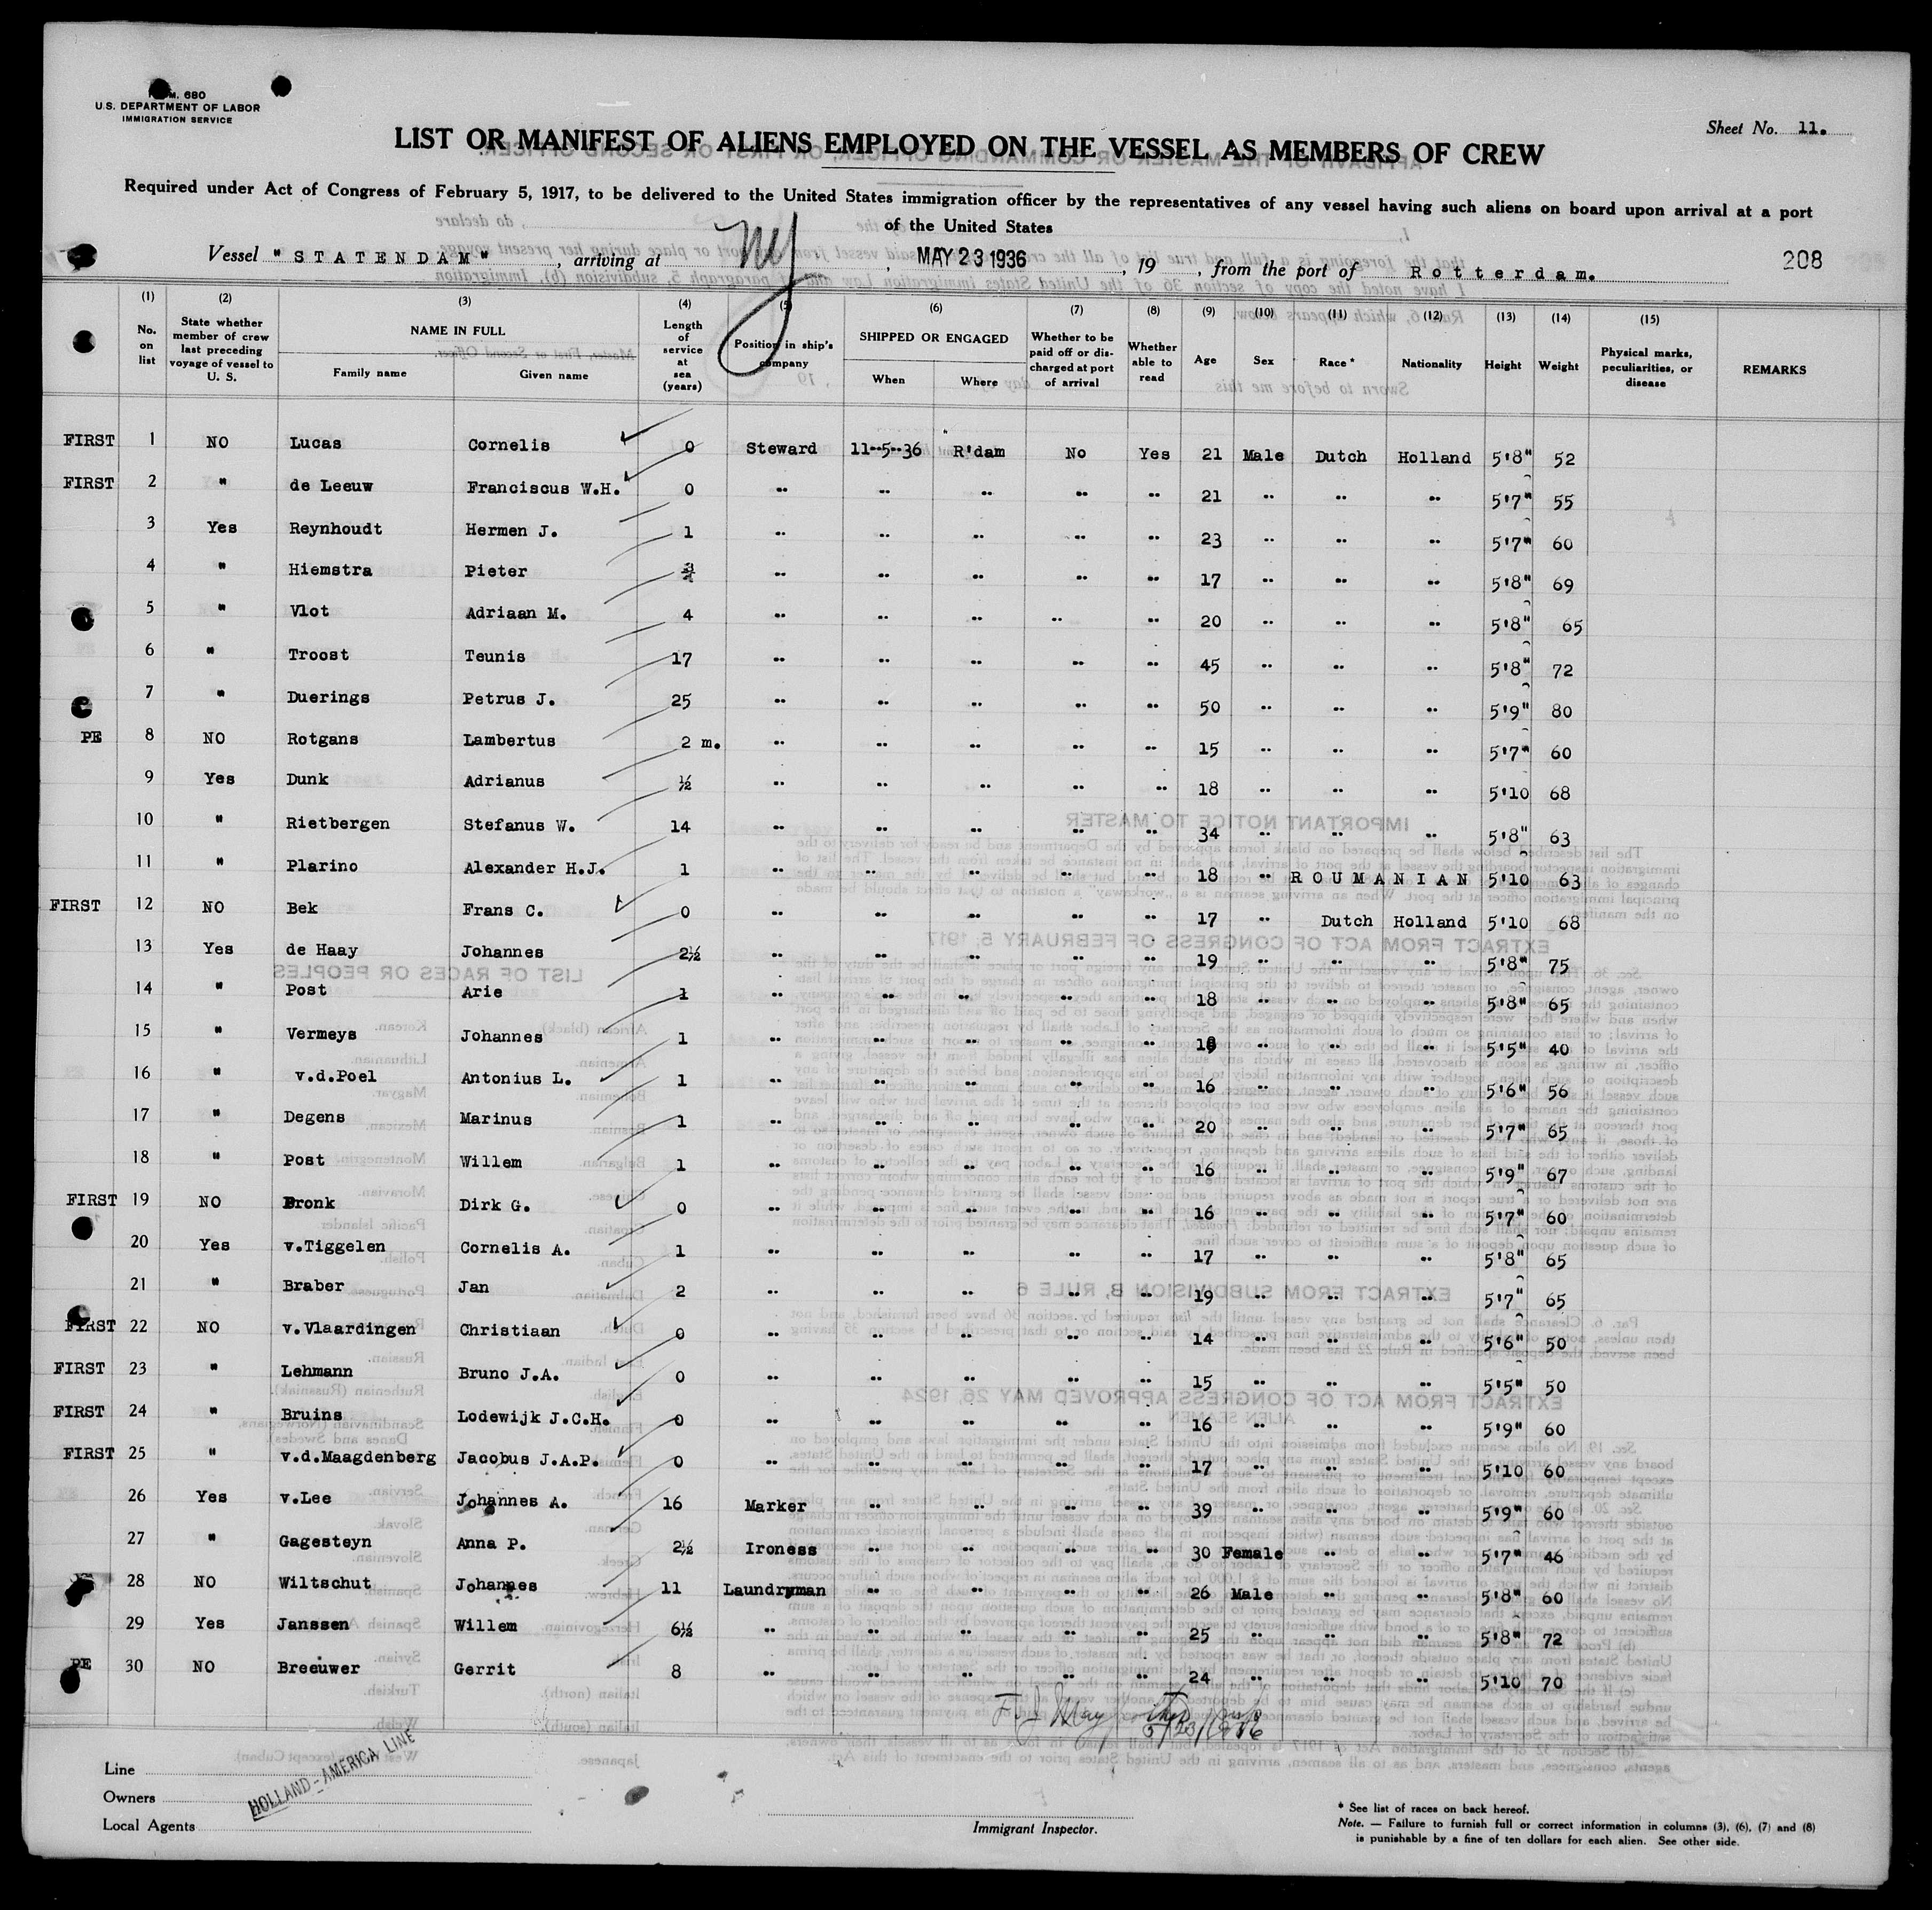 FORM. 680
U.S. DEPARTMENT OF LABOR
IMMIGRATION SERVICE
Sheet No. 11.
LIST OR MANIFEST OF ALIENS EMPLOYED ON THE VESSEL AS MEMBERS OF CREW
Required under Act of Congress of February 5, 1917, to be delivered to the United States immigration officer by the representatives of any vessel having such aliens on board upon arrival at a port
of the United States
Vessel "STATENDAM", arriving at NY, MAY 23 1936, 19 , from the port of Rotterdam. 208
(1) No. on list (2) State whether member of crew last preceding voyage of vessel to U. S. (3) NAME IN FULL Family name Given name (4) Length of service at sea (years) (5) Position in ship's company (6) SHIPPED OR ENGAGED When Where (7) Whether to be paid off or discharged at port of arrival (8) Whether able to read (9) Age (10) Sex (11) Race * (12) Nationality (13) Height (14) Weight (15) Physical marks, peculiarities, or disease REMARKS
FIRST 1 NO Lucas Cornelis 0 Steward 11-5-36 R'dam No Yes 21 Male Dutch Holland 5'8" 52
FIRST 2 " de Leeuw Franciscus W.H. 0 " " " " " 21 " " " 5'7" 55
3 Yes Reynhoudt Hermen J. 1 " " " " " 23 " " " 5'7" 60
4 " Hiemstra Pieter " " " " " 17 " " " 5'8" 69
5 " Vlot Adriaan M. 4 " " " " " 20 " " " 5'8" 65
6 " Troost Teunis 17 " " " " " 45 " " " 5'8" 72
7 " Duerings Petrus J. 25 " " " " " 50 " " " 5'9" 80
PE 8 NO Rotgans Lambertus 2 m. " " " " " 15 " " " 5'7" 60
9 Yes Dunk Adrianus ½ " " " " " 18 " " " 5'10 68
10 " Rietbergen Stefanus W. 14 " " " " " 34 " " " 5'8" 63
11 " Plarino Alexander H.J. 1 " " " " " 18 " ROUMANIAN 5'10 63
FIRST 12 NO Bek Frans C. 0 " " " " " 17 " Dutch Holland 5'10 68
13 Yes de Haay Johannes 2½ " " " " " 19 " " " 5'8" 75
14 " Post Arie 1 " " " " " 18 " " " 5'8" 65
15 " Vermeys Johannes 1 " " " " " " " " 5'5" 40
16 " v.d.Poel Antonius L. 1 " " " " " 16 " " " 5'6" 56
17 " Degens Marinus 1 " " " " " 20 " " " 5'7" 65
18 " Post Willem 1 " " " " " 16 " " " 5'9" 67
FIRST 19 NO Bronk Dirk G. 0 " " " " " 16 " " " 5'7" 60
20 Yes v.Tiggelen Cornelis A. 1 " " " " " 17 " " " 5'8" 65
21 " Braber Jan 2 " " " " " 19 " " " 5'7" 65
FIRST 22 NO v.Vlaardingen Christiaan 0 " " " " " 14 " " " 5'6" 50
FIRST 23 " Lehmann Bruno J.A. 0 " " " " " 15 " " " 5'5" 50
FIRST 24 " Bruins Lodewijk J.C.H. 0 " " " " " 16 " " " 5'9" 60
FIRST 25 " v.d.Maagdenberg Jacobus J.A.P. 0 " " " " " 17 " " " 5'10 60
26 Yes v.Lee Johannes A. 16 Marker " " " " 39 " " " 5'9" 60
27 " Gagesteyn Anna P. 2½ Ironess " " " " 30 Female " " 5'7" 46
28 NO Wiltschut Johannes 11 Laundryman " " " " 26 Male " " 5'8" 60
29 Yes Janssen Willem 6½ " " " " " 25 " " " 5'8" 72
PE 30 NO Breeuwer Gerrit 8 " " " " " 24 " " " 5'10 70
5/23/1936
Line
Owners HOLLAND-AMERICA LINE
Local Agents
Immigrant Inspector.
* See list of races on back hereof.
Note. — Failure to furnish full or correct information in columns (3), (6), (7) and (8)
is punishable by a fine of ten dollars for each alien. See other side.